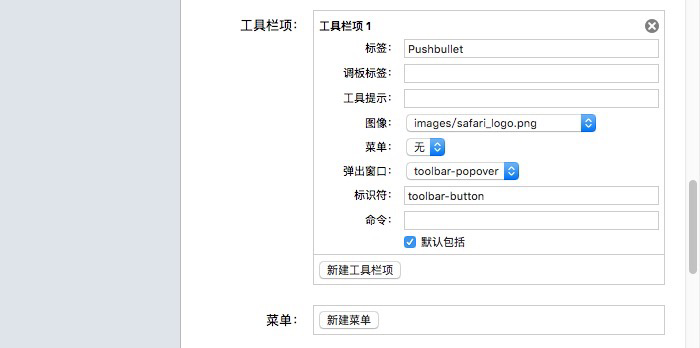 工具栏项： 工具栏项 1
标签： Pushbullet
调板标签：
工具提示：
图像： images/safari_logo.png
菜单： 无
弹出窗口： toolbar-popover
标识符： toolbar-button
命令：
默认包括
新建工具栏项
菜单： 新建菜单